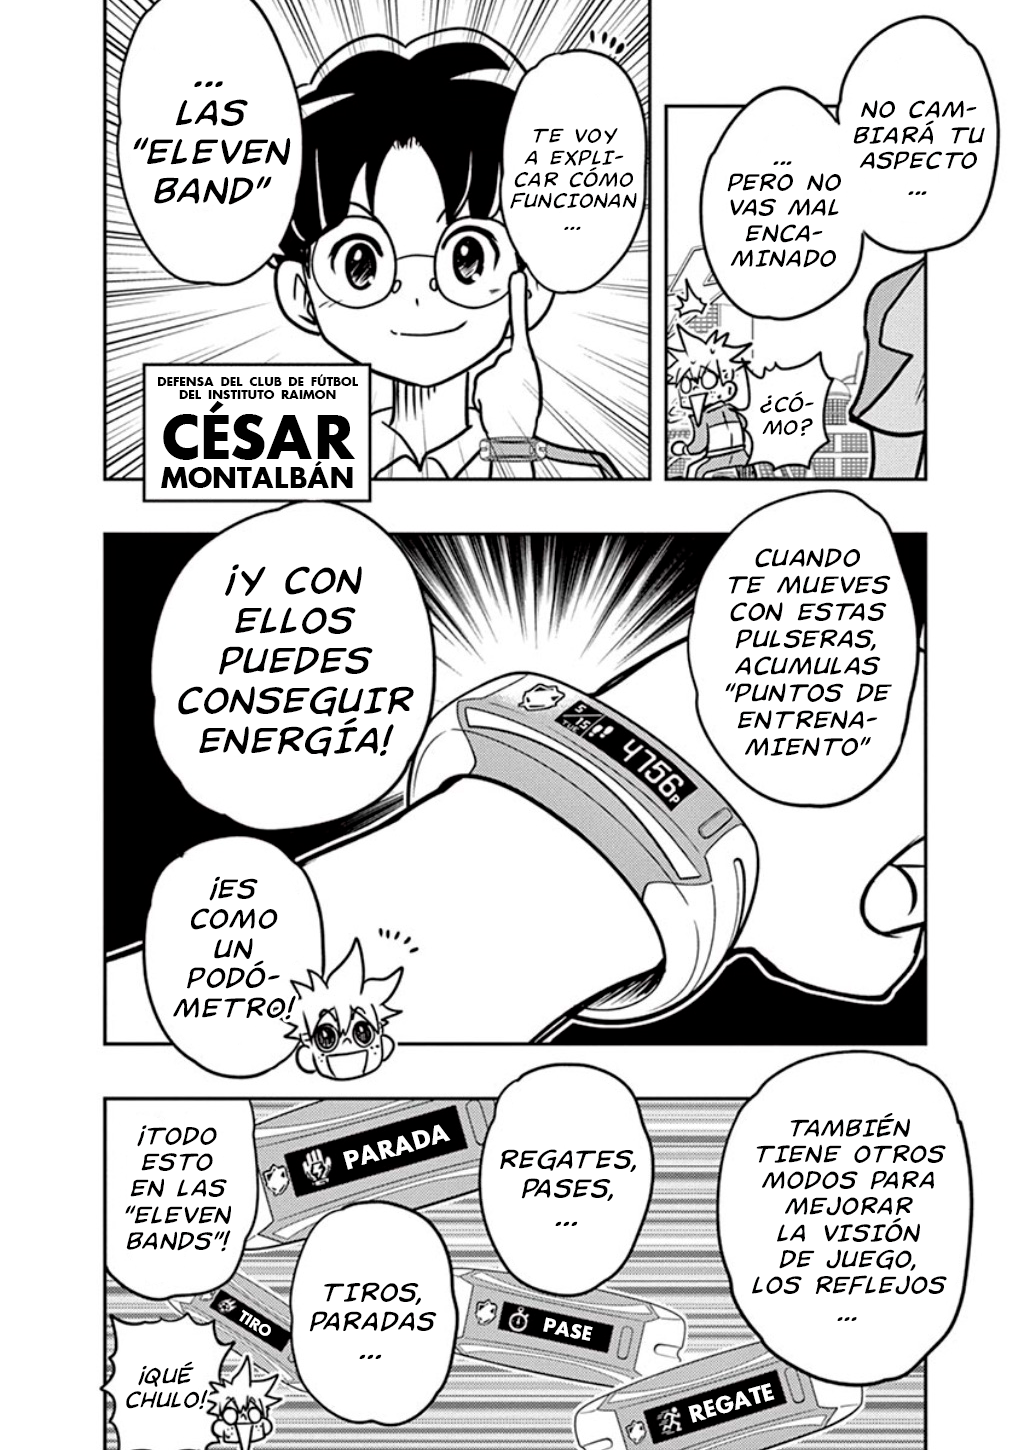 NO CAM-
BIARÁ TU
ASPECTO
...
...
PERO NO
VAS MAL
ENCA-
MINADO
¿CÓ-
MO?
TE VOY
A EXPLI-
CAR CÓMO
FUNCIONAN
...
...
LAS
"ELEVEN
BAND"
DEFENSA DEL CLUB DE FÚTBOL
DEL INSTITUTO RAIMON
CÉSAR
MONTALBÁN
CUANDO
TE MUEVES
CON ESTAS
PULSERAS,
ACUMULAS
"PUNTOS DE
ENTRENA-
MIENTO"
5/15
TUE
4756P
¡Y CON
ELLOS
PUEDES
CONSEGUIR
ENERGÍA!
¡ES
COMO
UN
PODÓ-
METRO!
TAMBIÉN
TIENE OTROS
MODOS PARA
MEJORAR
LA VISIÓN
DE JUEGO,
LOS REFLEJOS
...
REGATES,
PASES,
...
TIROS,
PARADAS
...
¡TODO
ESTO
EN LAS
"ELEVEN
BANDS"!
PARADA
TIRO
PASE
REGATE
¡QUÉ
CHULO!